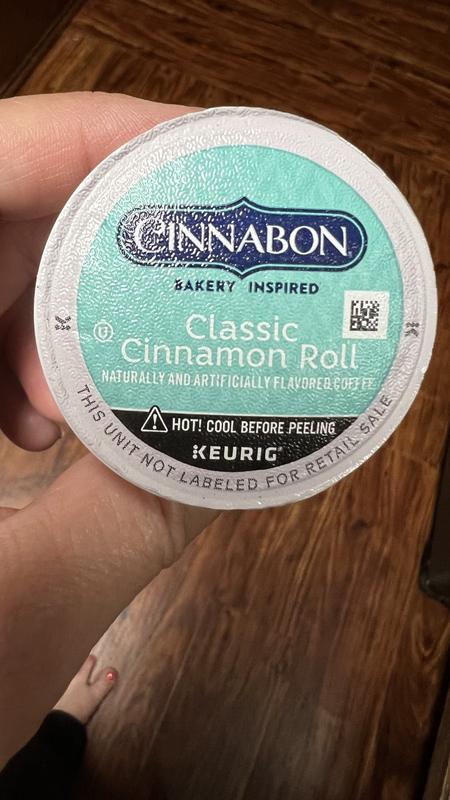 CINNABON
BAKERY INSPIRED
Classic
Cinnamon Roll
NATURALLY AND ARTIFICIALLY FLAVORED COFFEE
HOT! COOL BEFORE PEELING
KEURIG
THIS UNIT NOT LABELED FOR RETAIL SALE